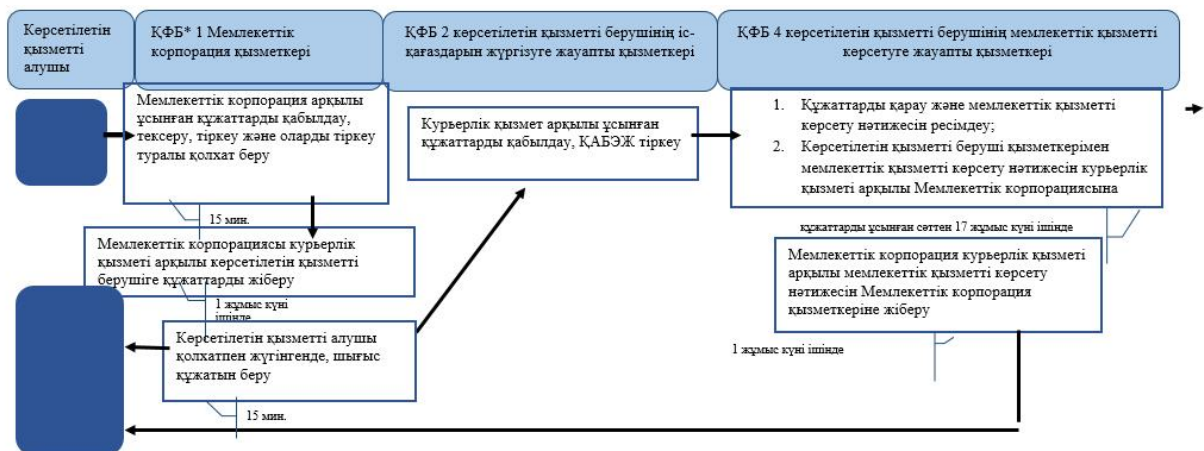 Көрсетілетін
қызметті
алушы
ҚФБ* 1 Мемлекеттік
корпорация қызметкері
ҚФБ 2 көрсетілетін қызметті берушінің іс-
қағаздарын жүргізуге жауапты қызметкері
ҚФБ 4 көрсетілетін қызметті берушінің мемлекеттік қызметті
көрсетуге жауапты қызметкері
Мемлекеттік корпорация арқылы
ұсынған құжаттарды қабылдау,
тексеру, тіркеу және оларды тіркеу
туралы қолхат беру
15 мин.
Курьерлік қызмет арқылы ұсынған
құжаттарды қабылдау, ҚАБЭЖ тіркеу
1. Құжаттарды қарау және мемлекеттік қызметті
көрсету нәтижесін ресімдеу;
2. Көрсетілетін қызметті беруші қызметкерімен
мемлекеттік қызметті көрсету нәтижесін курьерлік
қызметі арқылы Мемлекеттік корпорациясына
құжаттарды ұсынған сәттен 17 жұмыс күні ішінде
Мемлекеттік корпорациясы курьерлік
қызметі арқылы көрсетілетін қызметті
берушіге құжаттарды жіберу
1 жұмыс күні
ішінде
Мемлекеттік корпорация курьерлік қызметі
арқылы мемлекеттік қызметті көрсету
нәтижесін Мемлекеттік корпорация
қызметкеріне жіберу
1 жұмыс күні ішінде
Көрсетілетін қызметті алушы
қолхатпен жүгінгенде, шығыс
құжатын беру
15 мин.